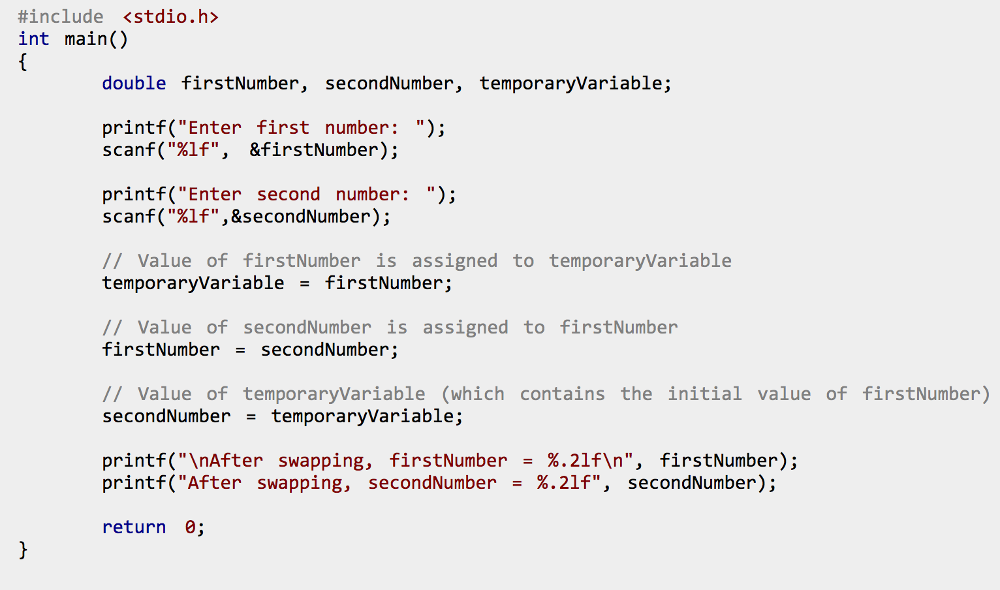 #include <stdio.h>
int main()
{
double firstNumber, secondNumber, temporaryVariable;
printf("Enter first number: ");
scanf("%lf", &firstNumber);
printf("Enter second number: ");
scanf("%lf",&secondNumber);
// Value of firstNumber is assigned to temporaryVariable
temporaryVariable = firstNumber;
// Value of secondNumber is assigned to firstNumber
firstNumber = secondNumber;
// Value of temporaryVariable (which contains the initial value of firstNumber)
secondNumber = temporaryVariable;
printf("\nAfter swapping, firstNumber = %.2lf\n", firstNumber);
printf("After swapping, secondNumber = %.2lf", secondNumber);
return 0;
}